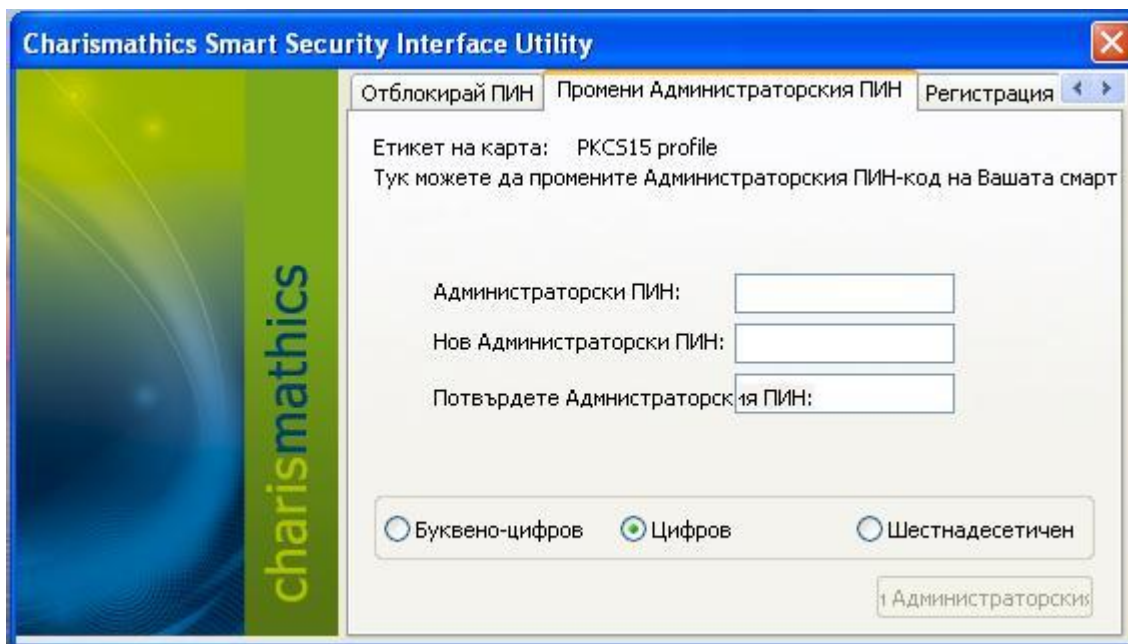 Charismathics Smart Security Interface Utility
Отблокирай ПИН Промени Администраторския ПИН Регистрация
Етикет на карта: PKCS15 profile
Тук можете да промените Администраторския ПИН-код на Вашата смарт
charismathics
Администраторски ПИН:
Нов Администраторски ПИН:
Потвърдете Адмнистраторския ПИН:
Буквено-цифров Цифров Шестнадесетичен
Администраторския